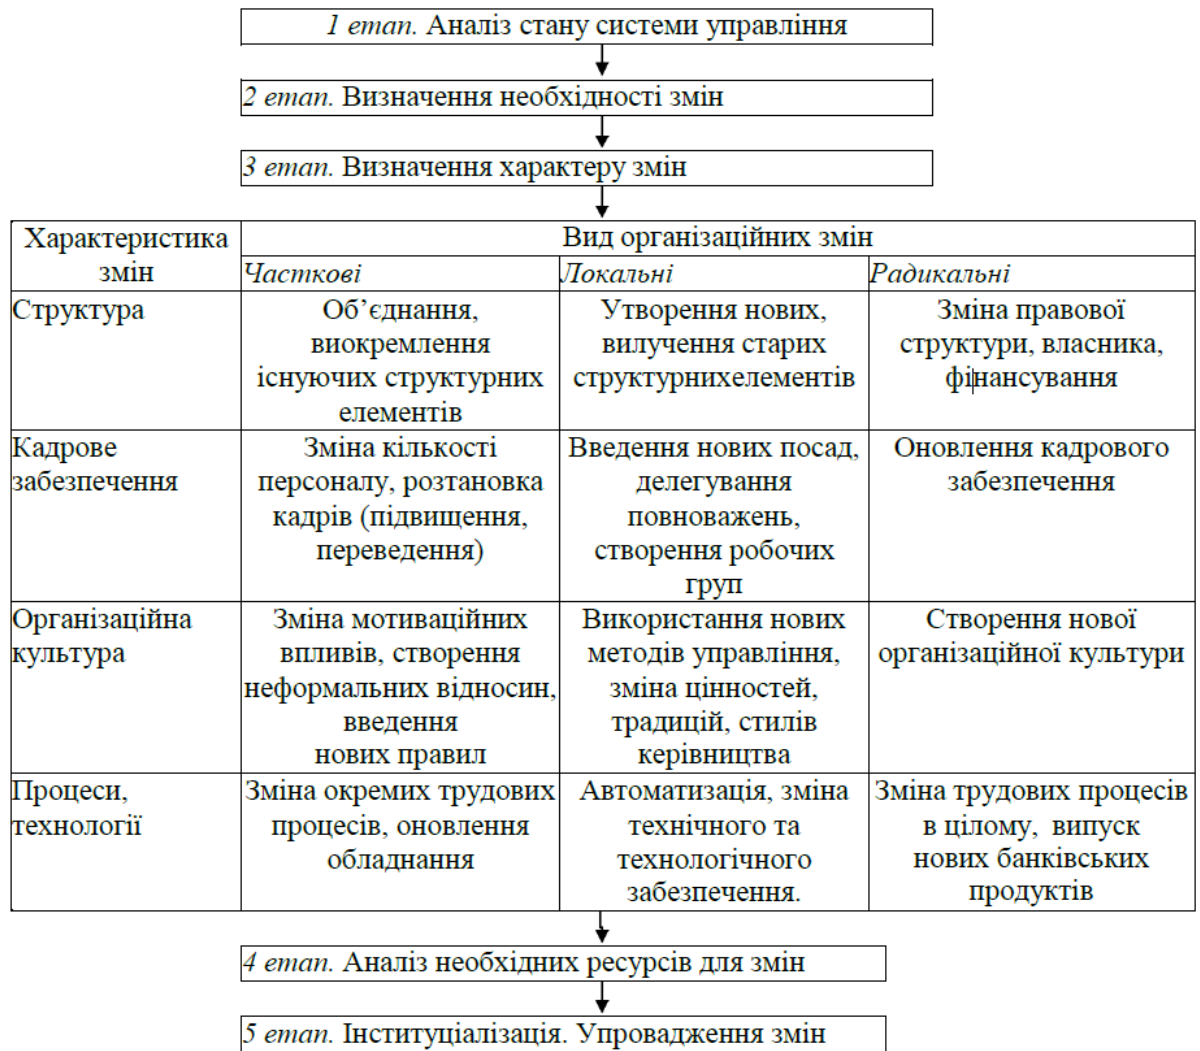 1 етап. Аналіз стану системи управління
2 етап. Визначення необхідності змін
3 етап. Визначення характеру змін
Характеристика
змін
Вид організаційних змін
Часткові
Локальні
Радикальні
Структура
Об’єднання,
виокремлення
існуючих структурних
елементів
Утворення нових,
вилучення старих
структурнихелементів
Зміна правової
структури, власника,
фінансування
Кадрове
забезпечення
Зміна кількості
персоналу, розтановка
кадрів (підвищення,
переведення)
Введення нових посад,
делегування
повноважень,
створення робочих
груп
Оновлення кадрового
забезпечення
Організаційна
культура
Зміна мотиваційних
впливів, створення
неформальних відносин,
введення
нових правил
Використання нових
методів управління,
зміна цінностей,
традицій, стилів
керівництва
Створення нової
організаційної культури
Процеси,
технології
Зміна окремих трудових
процесів, оновлення
обладнання
Автоматизація, зміна
технічного та
технологічного
забезпечення.
Зміна трудових процесів
в цілому, випуск
нових банківських
продуктів
4 етап. Аналіз необхідних ресурсів для змін
5 етап. Інституціалізація. Упровадження змін